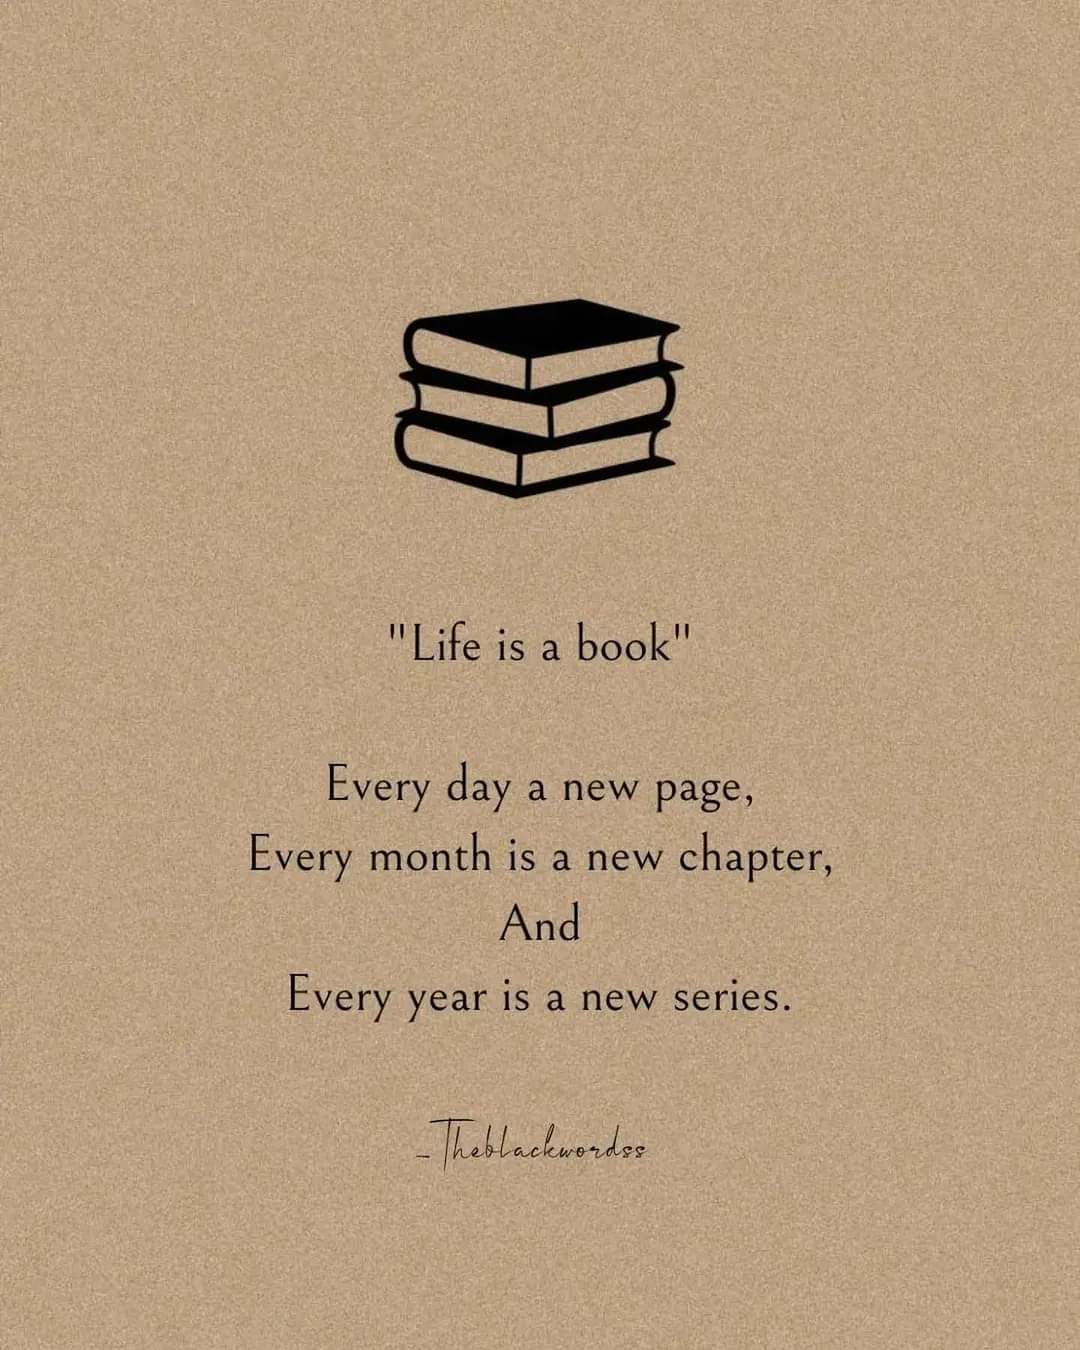 "Life is a book"
Every day a new page,
Every month is a new chapter,
And
Every year is a new series.
_Theblackwordss